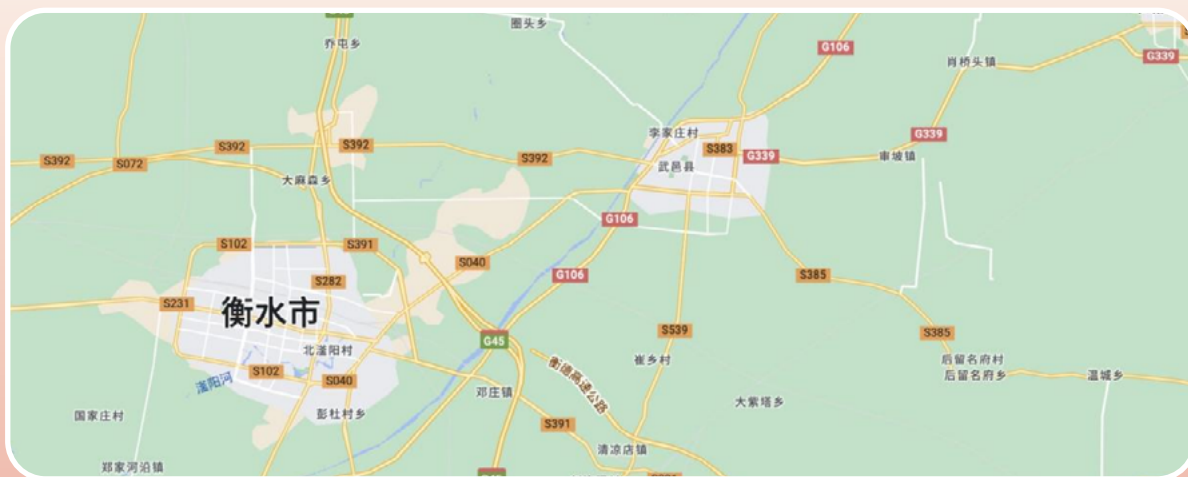 圈头乡
乔屯乡
G106
G339
肖桥头镇
李家庄村
G339
S392
S392
S383
S392
S072
S392
G339
审坡镇
武邑县
大麻森乡
G106
S102
S391
S040
G106
S385
S282
S231
衡水市
S539
S385
G45
北滏阳村
崔乡村
后留名府村
后留名府乡
温城乡
衡德高速公路
S102
S040
滏阳河
邓庄镇
大紫塔乡
国家庄村
彭杜村乡
S391
清凉店镇
郑家河沿镇